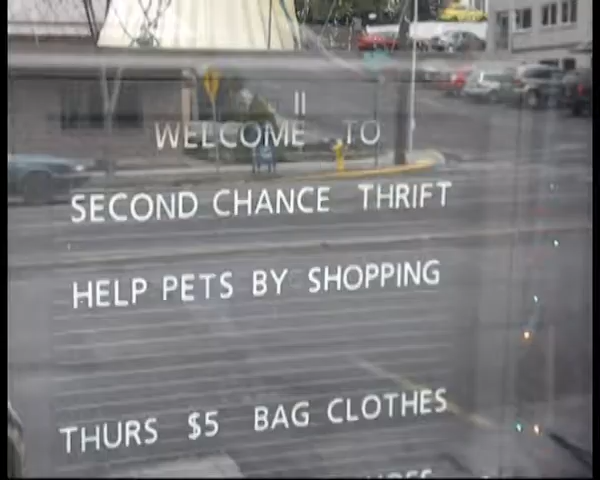 WELCOME TO
SECOND CHANCE THRIFT
HELP PETS BY SHOPPING
THURS $5 BAG CLOTHES